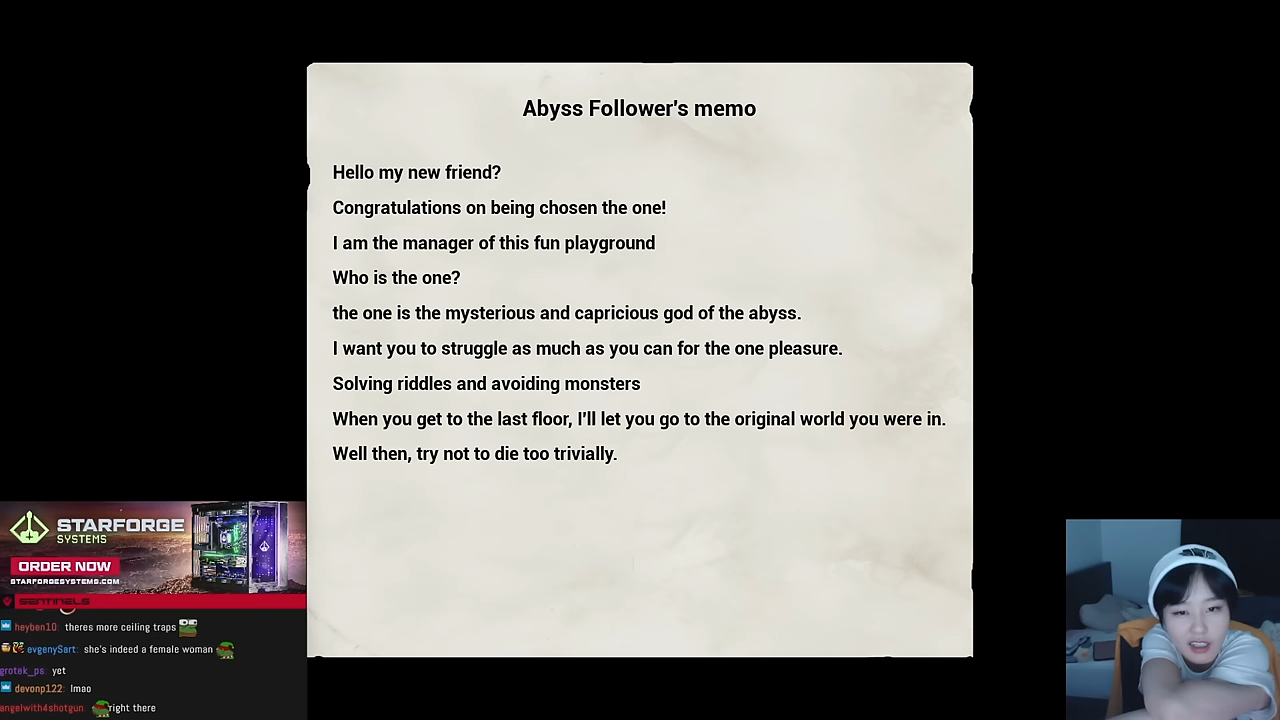 Abyss Follower's memo
Hello my new friend?
Congratulations on being chosen the one!
I am the manager of this fun playground
Who is the one?
the one is the mysterious and capricious god of the abyss.
I want you to struggle as much as you can for the one pleasure.
Solving riddles and avoiding monsters
When you get to the last floor, I'll let you go to the original world you were in.
Well then, try not to die too trivially.
STARFORGE
SYSTEMS
ORDER NOW
STARFORGESYSTEMS.COM
SENTINELS
heyben10: theres more ceiling traps
evgenySart: she's indeed a female woman
grotek_ps: yet
devonp122: lmao
angelwith4shotgun: right there